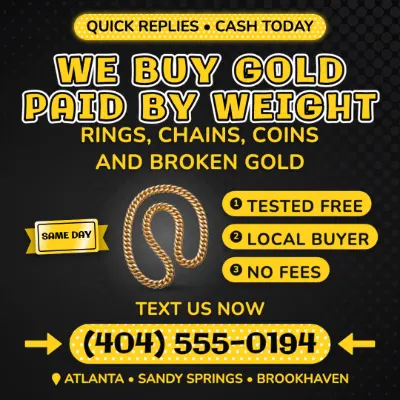 QUICK REPLIES • CASH TODAY
WE BUY GOLD
PAID BY WEIGHT
RINGS, CHAINS, COINS
AND BROKEN GOLD
SAME DAY
1 TESTED FREE
2 LOCAL BUYER
3 NO FEES
TEXT US NOW
(404) 555-0194
ATLANTA • SANDY SPRINGS • BROOKHAVEN